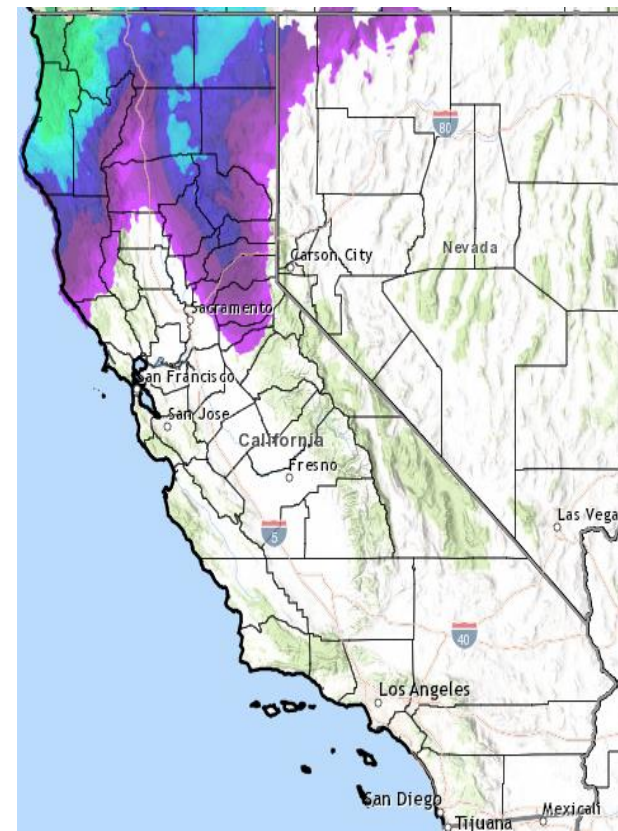 80
Carson City
Nevada
Sacramento
San Francisco
San Jose
California
Fresno
Las Vega
5
40
Los Angeles
San Diego
Tijuana
Mexicali